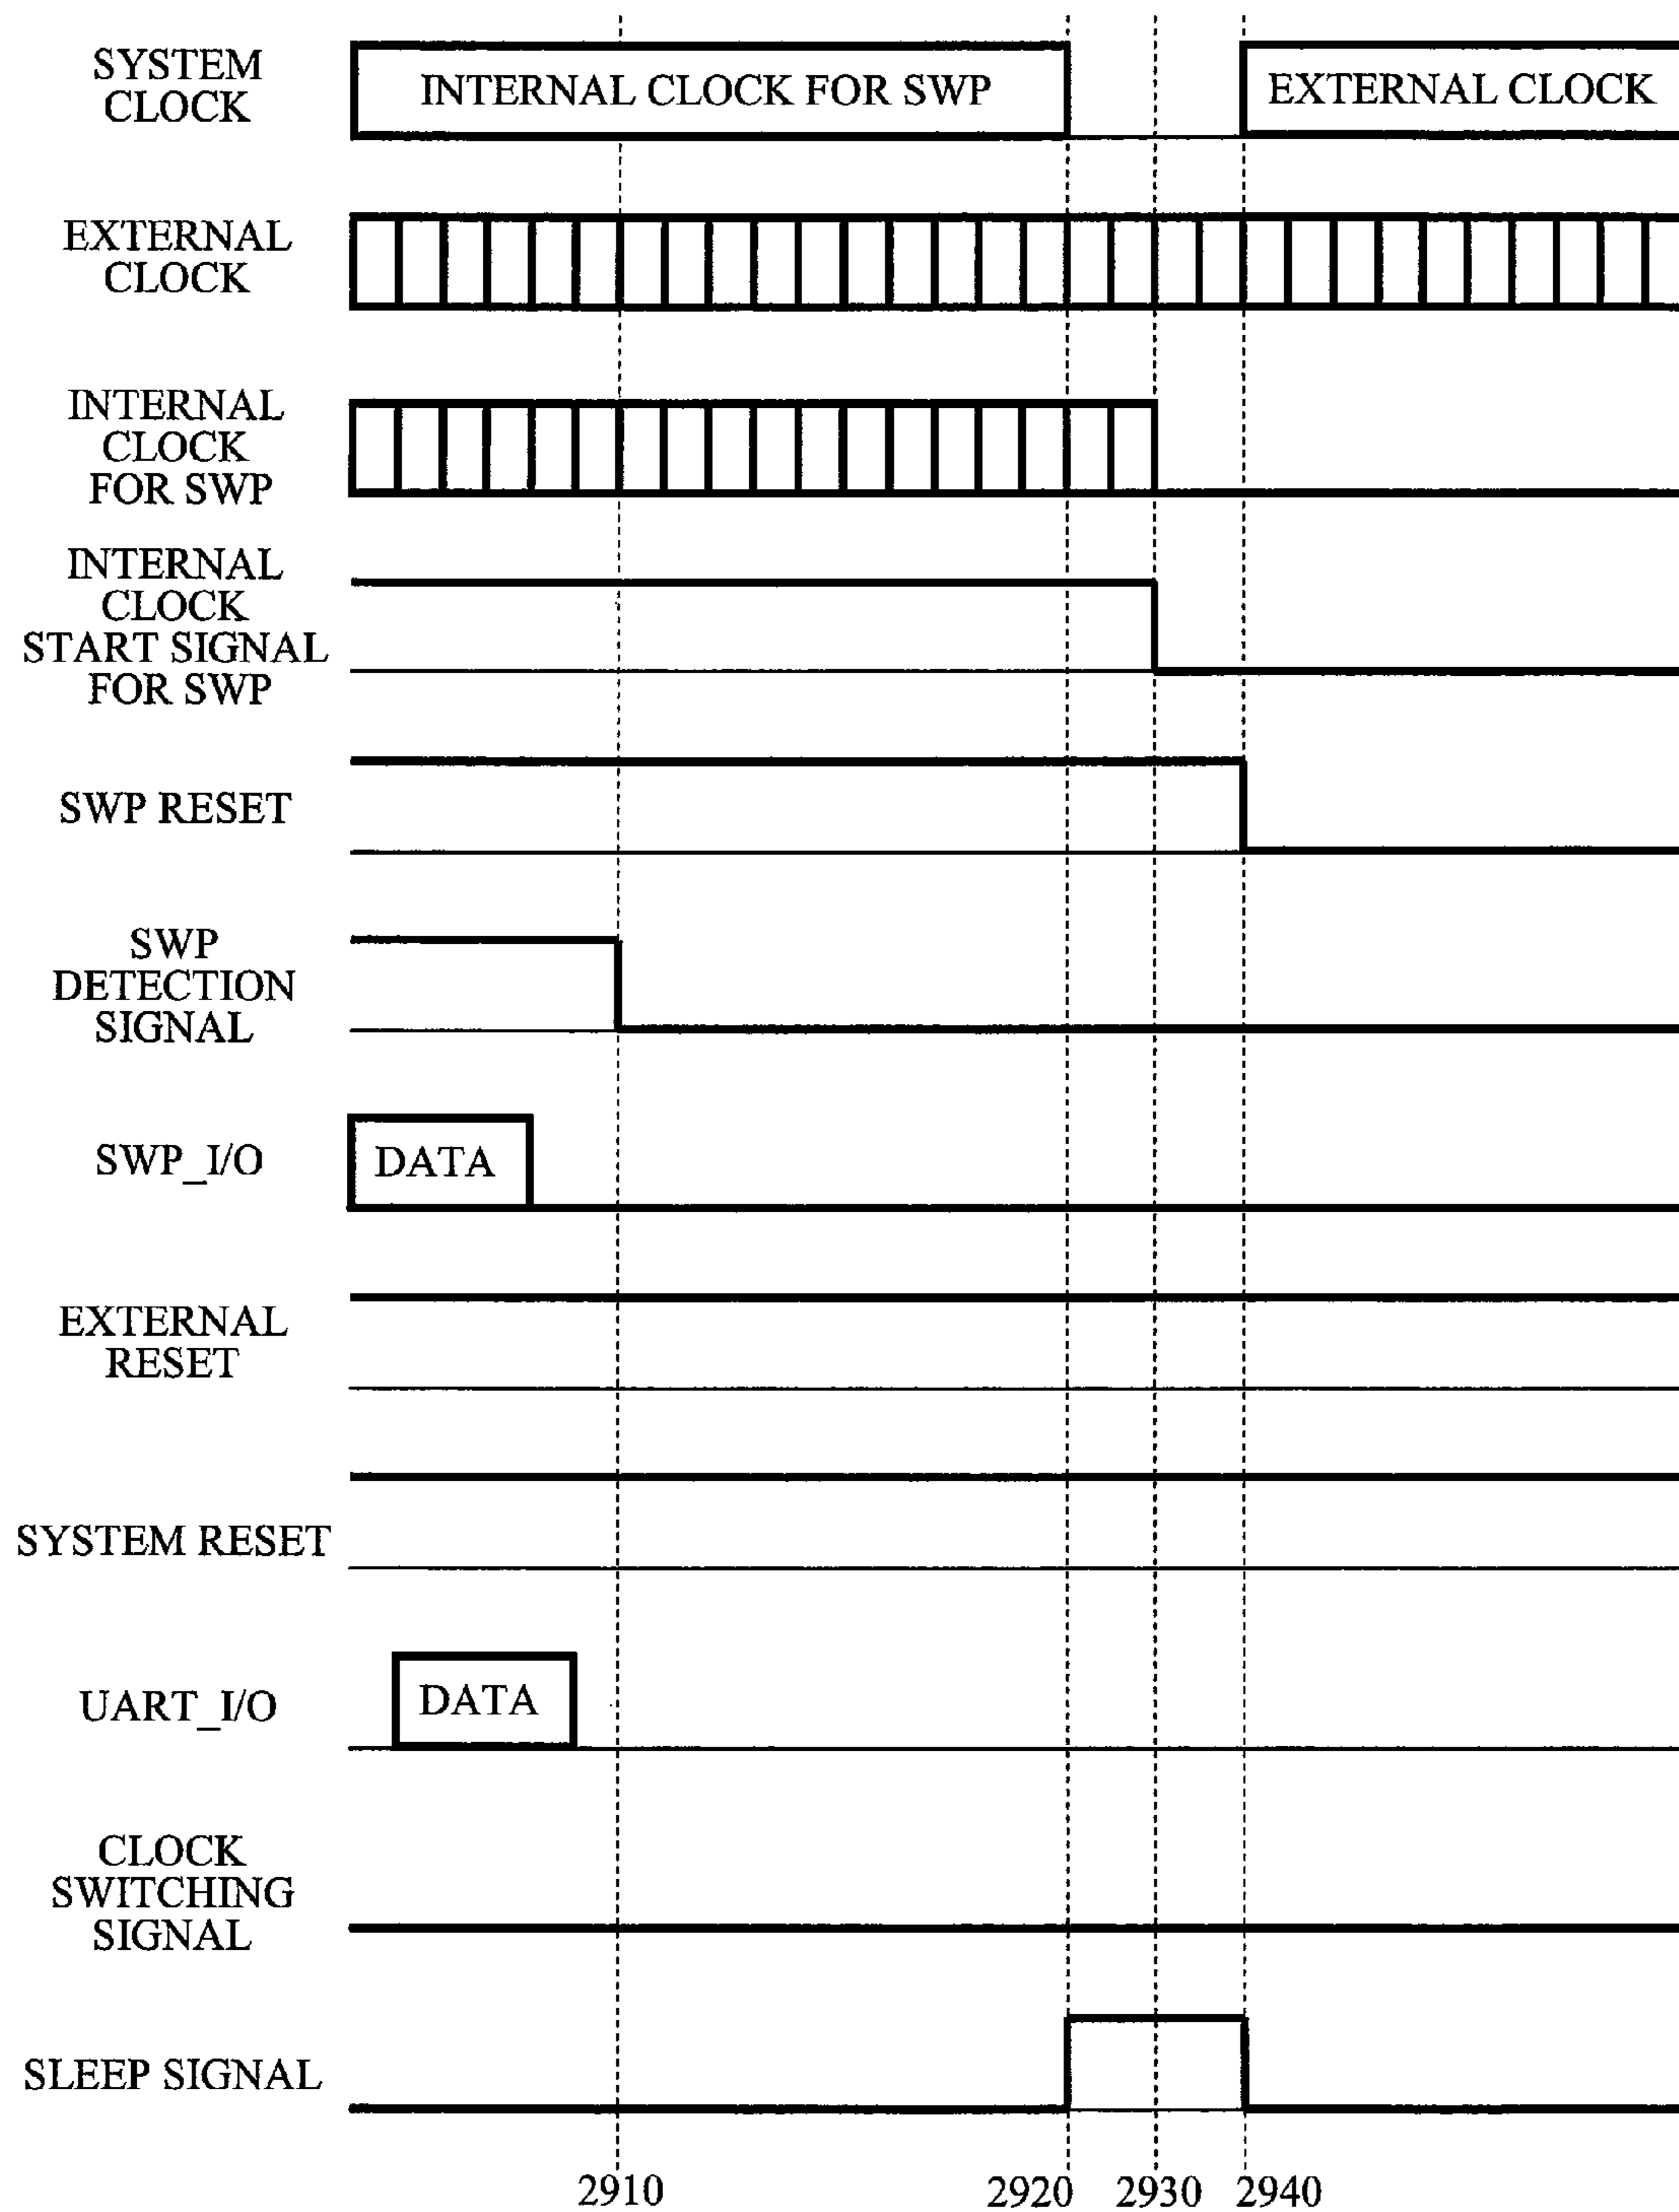 SYSTEM
CLOCK
INTERNAL CLOCK FOR SWP
EXTERNAL CLOCK
EXTERNAL
CLOCK
INTERNAL
CLOCK
FOR SWP
INTERNAL
CLOCK
START SIGNAL
FOR SWP
SWP RESET
SWP
DETECTION
SIGNAL
SWP_I/O
DATA
EXTERNAL
RESET
SYSTEM RESET
UART_I/O
DATA
CLOCK
SWITCHING
SIGNAL
SLEEP SIGNAL
2910
2920
2930
2940